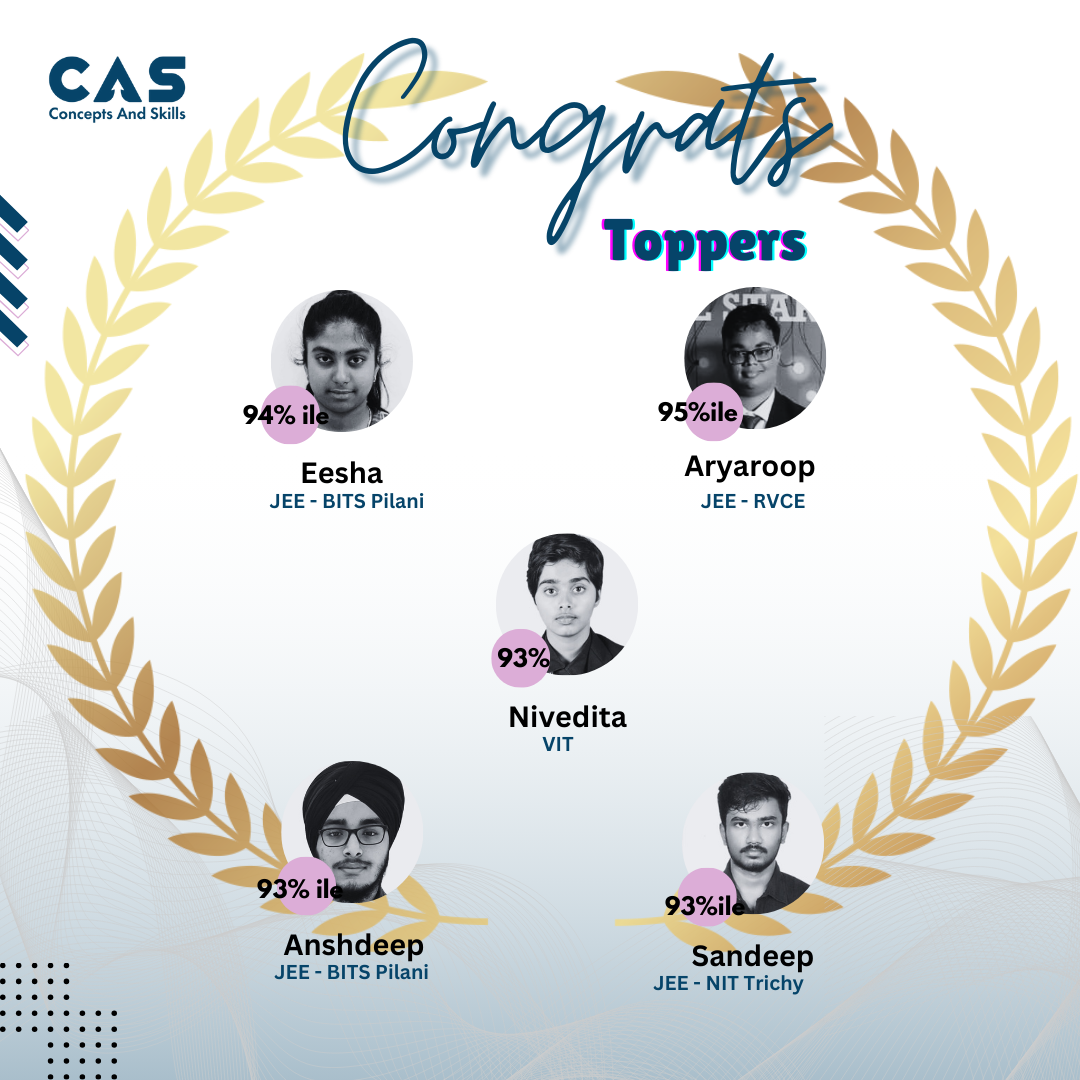 CAS
Concepts And Skills
Congrats
Toppers
94% ile
Eesha
JEE - BITS Pilani
95%ile
Aryaroop
JEE - RVCE
93%
Nivedita
VIT
93% ile
Anshdeep
JEE - BITS Pilani
93%ile
Sandeep
JEE - NIT Trichy